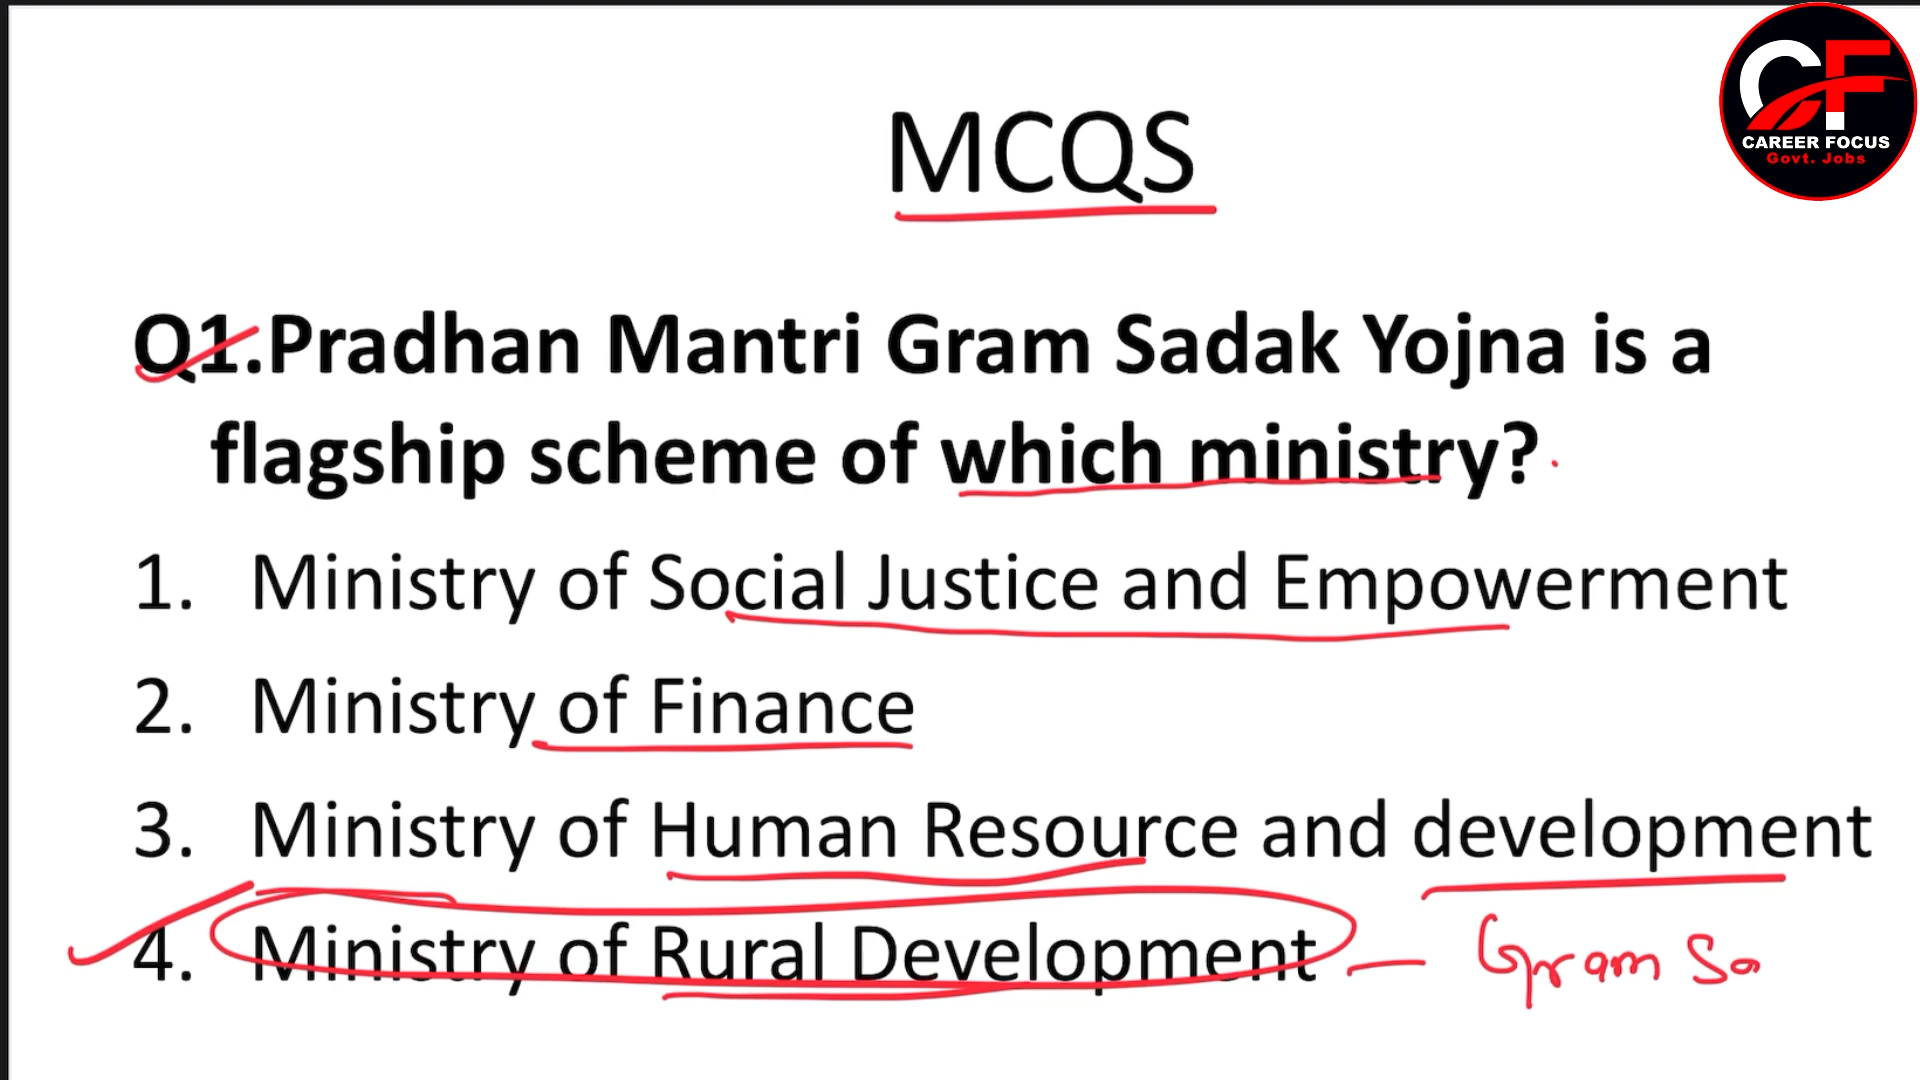 CF
CAREER FOCUS
Govt. Jobs
MCQS
Q1.Pradhan Mantri Gram Sadak Yojna is a
flagship scheme of which ministry?
1. Ministry of Social Justice and Empowerment
2. Ministry of Finance
3. Ministry of Human Resource and development
4. Ministry of Rural Development — Gram Sa